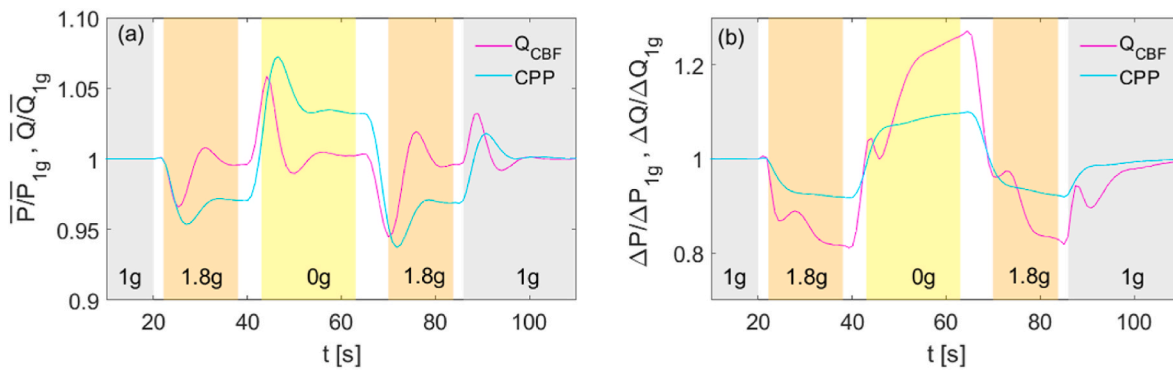 (a)
Q_CBF
CPP
P̅/P̅_1g , Q̅/Q̅_1g
1.10
1.05
1
0.95
0.9
1g
1.8g
0g
1.8g
1g
20
40
60
80
100
t [s]
(b)
Q_CBF
CPP
ΔP/ΔP_1g , ΔQ/ΔQ_1g
1.2
1
0.8
1g
1.8g
0g
1.8g
1g
20
40
60
80
100
t [s]